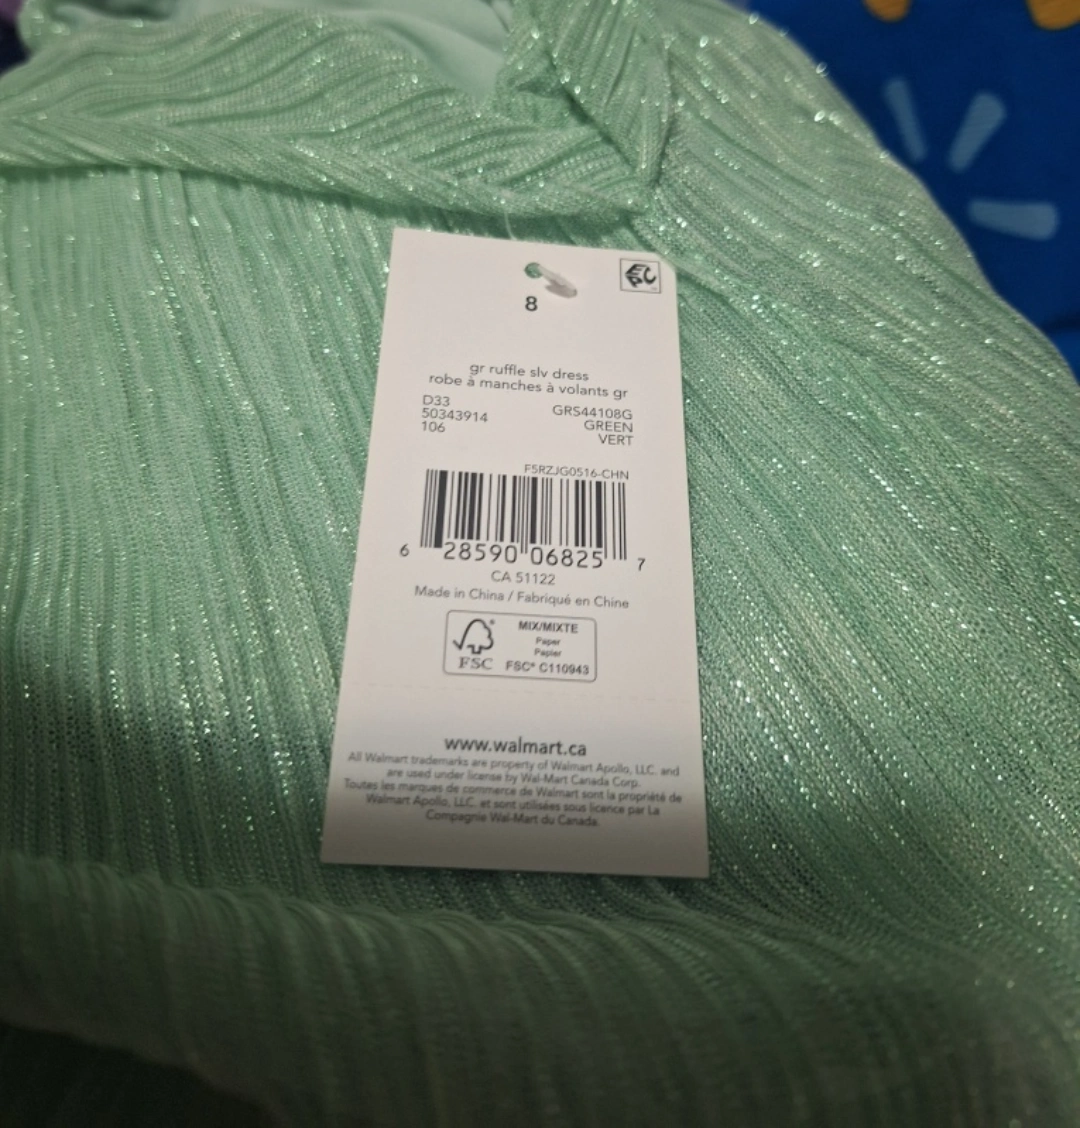 EPC
8
gr ruffle slv dress
robe à manches à volants gr
D33 GRS44108G
50343914 GREEN
106 VERT
F5RZJG0516-CHN
6 28590 06825 7
CA 51122
Made in China / Fabriqué en Chine
MIX/MIXTE
Paper
Papier
FSC FSC® C110943
www.walmart.ca
All Walmart trademarks are property of Walmart Apollo, LLC. and
are used under license by Wal-Mart Canada Corp.
Toutes les marques de commerce de Walmart sont la propriété de
Walmart Apollo, LLC. et sont utilisées sous licence par La
Compagnie Wal-Mart du Canada.